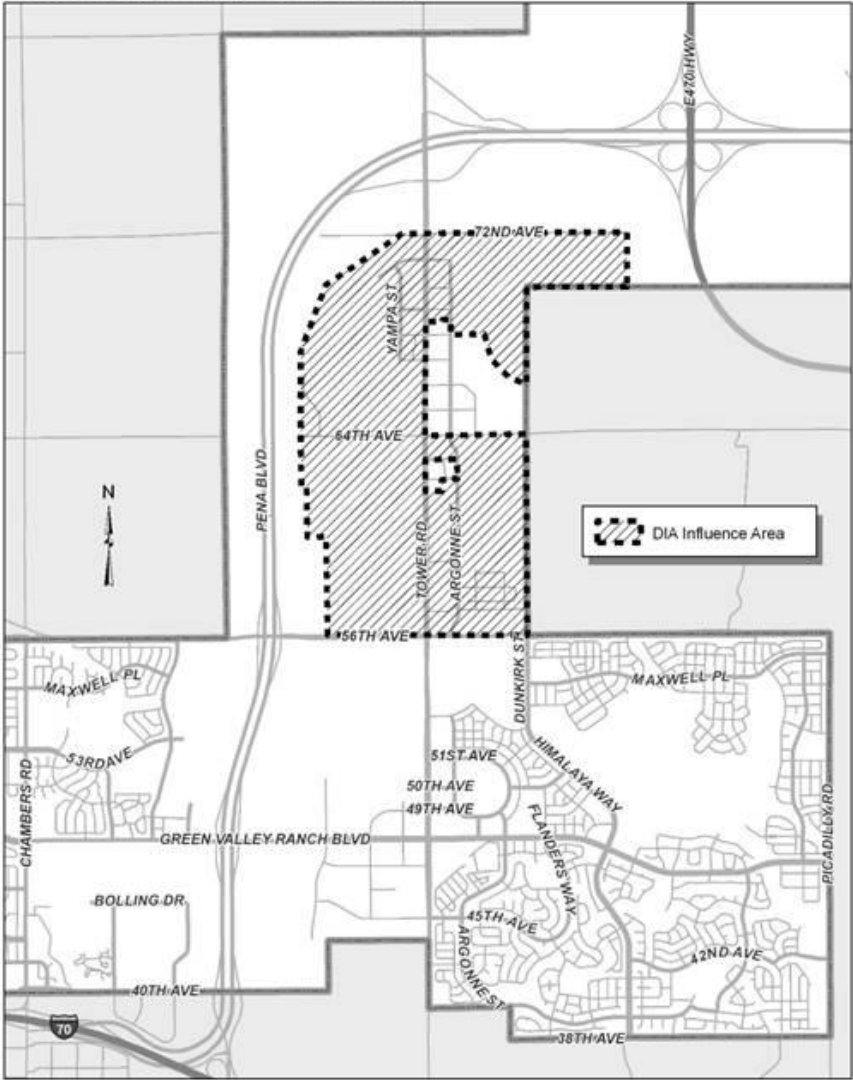 E470 HWY
72ND AVE
YAMPA ST
64TH AVE
PENA BLVD
N
TOWER RD
ARGONNE ST
DIA Influence Area
56TH AVE
DUNKIRK ST
MAXWELL PL
MAXWELL PL
53RD AVE
51ST AVE
HIMALAYA WAY
50TH AVE
49TH AVE
CHAMBERS RD
PICADILLY RD
GREEN VALLEY RANCH BLVD
FLANDERS WAY
BOLLING DR
45TH AVE
ARGONNE ST
42ND AVE
40TH AVE
70
38TH AVE